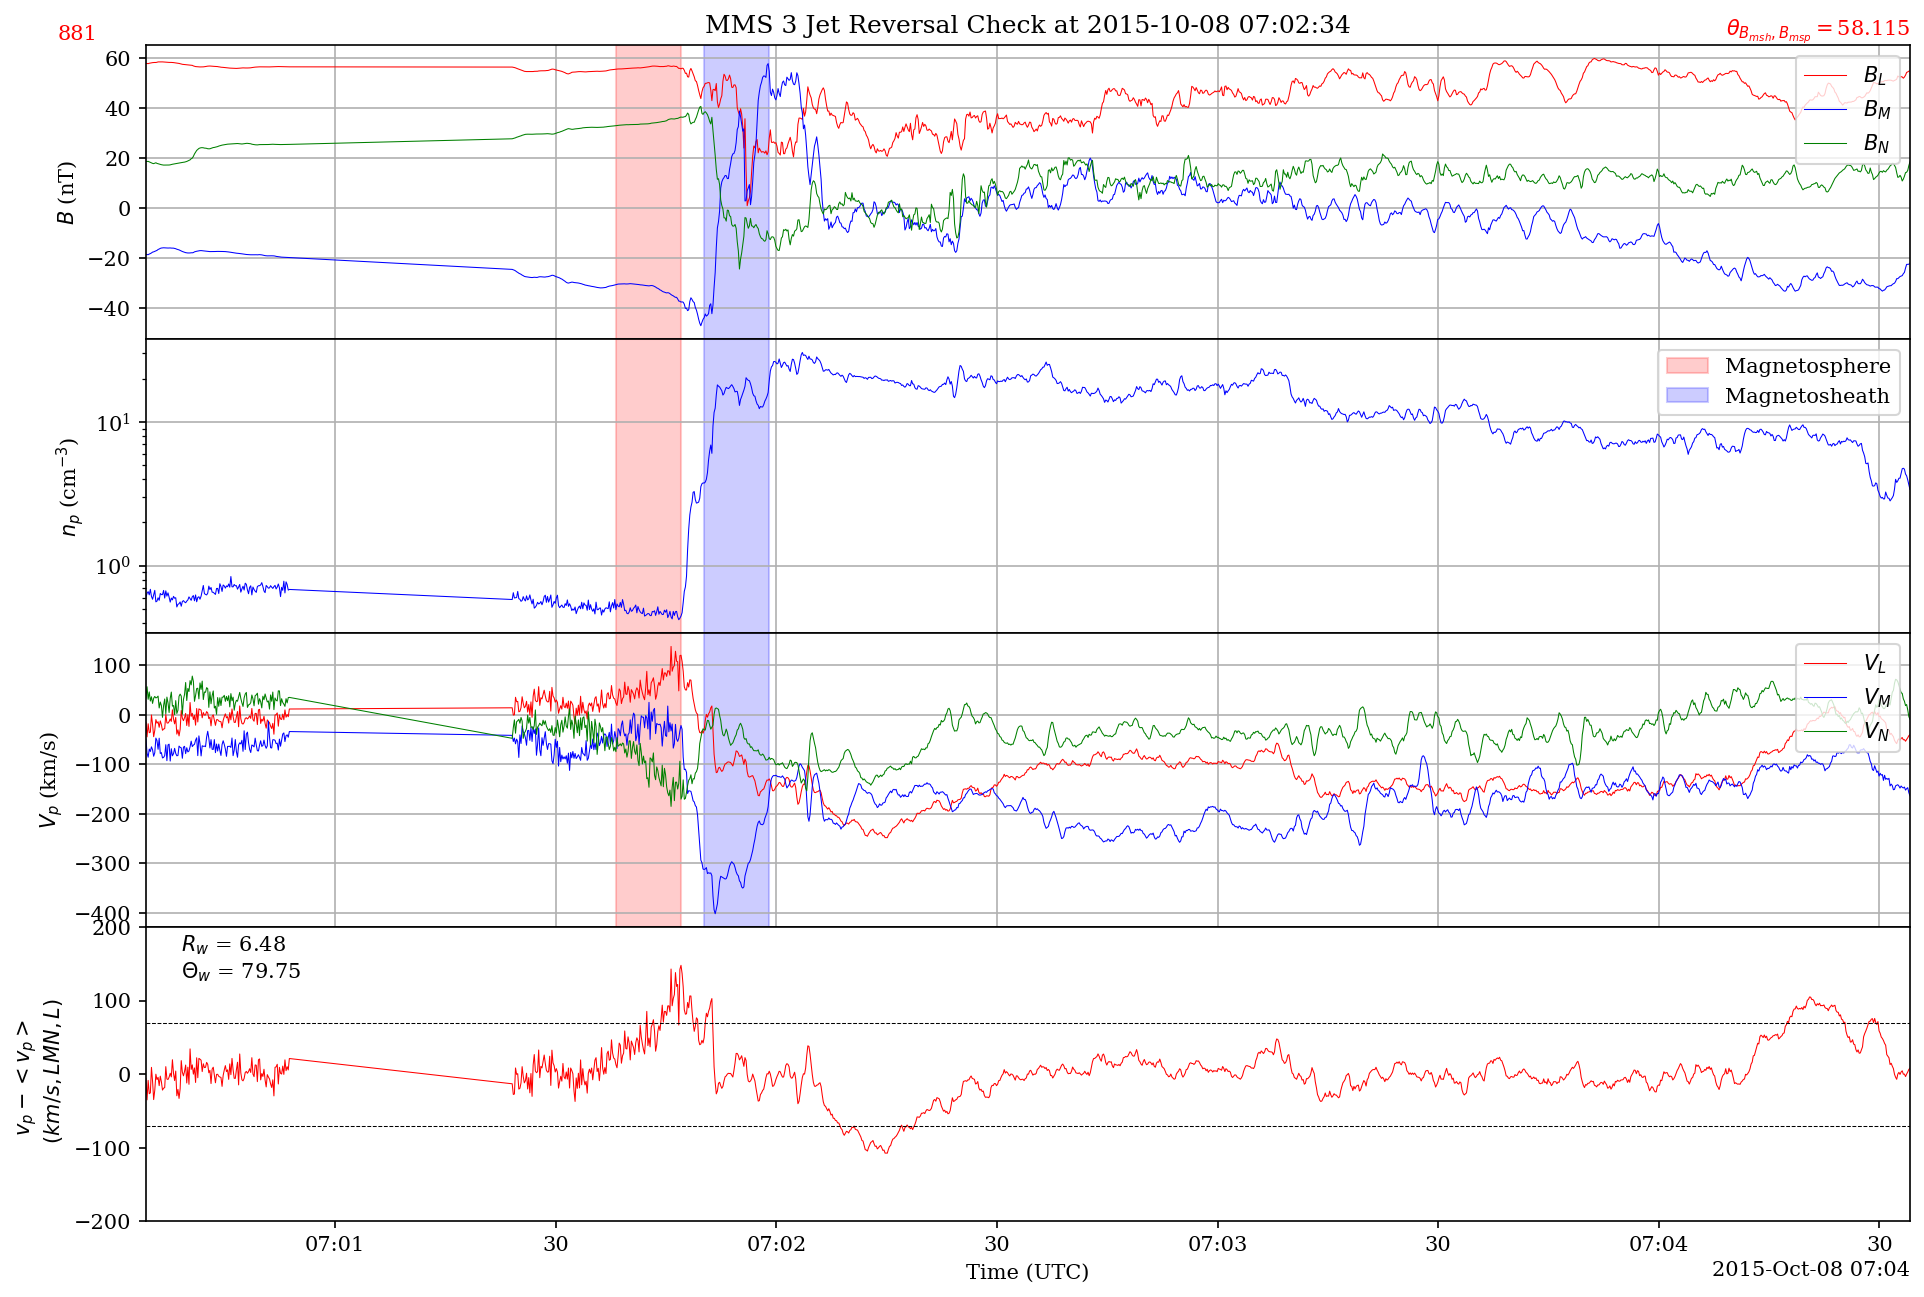 881
MMS 3 Jet Reversal Check at 2015-10-08 07:02:34
θ_{B_{msh}, B_{msp}} = 58.115
B (nT)
60
40
20
0
−20
−40
B_L
B_M
B_N
n_p (cm^{−3})
10^1
10^0
Magnetosphere
Magnetosheath
V_p (km/s)
100
0
−100
−200
−300
−400
V_L
V_M
V_N
v_p − < v_p >
(km/s, LMN, L)
200
100
0
−100
−200
R_w = 6.48
Θ_w = 79.75
07:01 30 07:02 30 07:03 30 07:04 30
Time (UTC)
2015-Oct-08 07:04